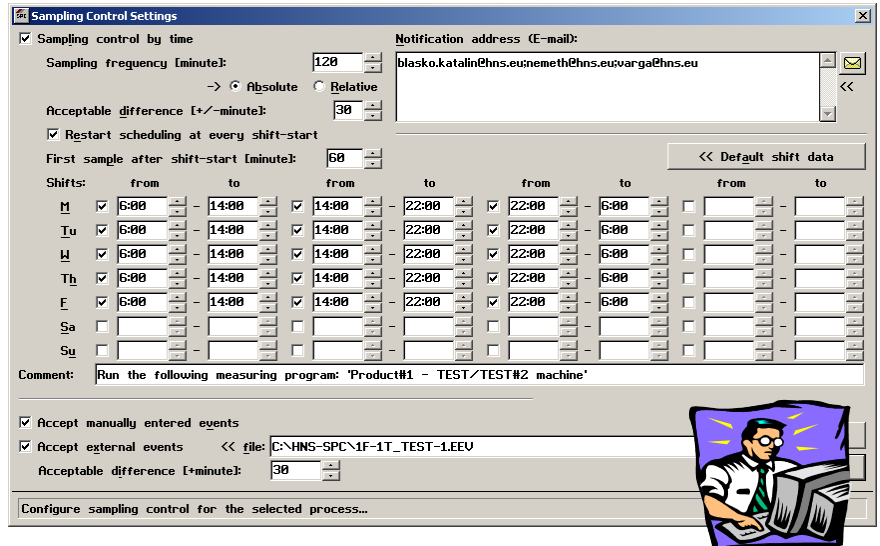 SPC Sampling Control Settings
Sampling control by time
Notification address (E-mail):
Sampling freguency [minute]: 120
blasko.katalin@hns.eu;nemeth@hns.eu;varga@hns.eu
-> Absolute Relative
<<
Acceptable difference [+/-minute]: 30
Restart scheduling at every shift-start
First sample after shift-start [minute]: 60
<< Default shift data
Shifts: from to from to from to from to
M 6:00 - 14:00 14:00 - 22:00 22:00 - 6:00 -
Tu 6:00 - 14:00 14:00 - 22:00 22:00 - 6:00 -
W 6:00 - 14:00 14:00 - 22:00 22:00 - 6:00 -
Th 6:00 - 14:00 14:00 - 22:00 22:00 - 6:00 -
F 6:00 - 14:00 14:00 - 22:00 22:00 - 6:00 -
Sa - - - -
Su - - - -
Comment: Run the following measuring program: 'Product#1 - TEST/TEST#2 machine'
Accept manually entered events
Accept external events << file: C:\HNS-SPC\1F-1T_TEST-1.EEV
Acceptable difference [+minute]: 30
Configure sampling control for the selected process...